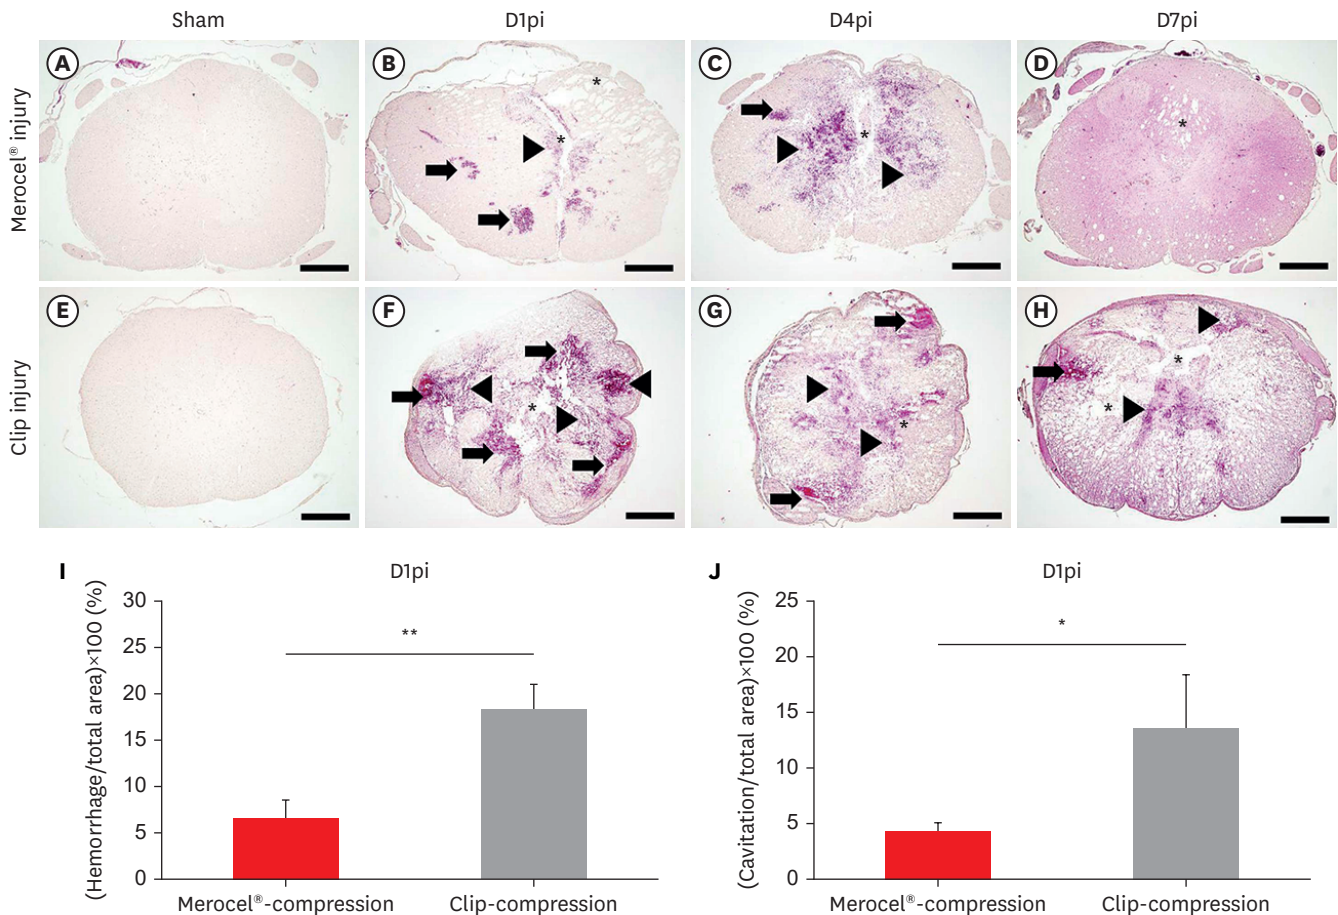 Sham D1pi D4pi D7pi
Merocel® injury
A B C D
* * * *
Clip injury
E F G H
* * * *
I D1pi
(Hemorrhage/total area)×100 (%)
30
25
20
15
10
5
0
**
Merocel®-compression Clip-compression
J D1pi
(Cavitation/total area)×100 (%)
25
20
15
10
5
0
*
Merocel®-compression Clip-compression